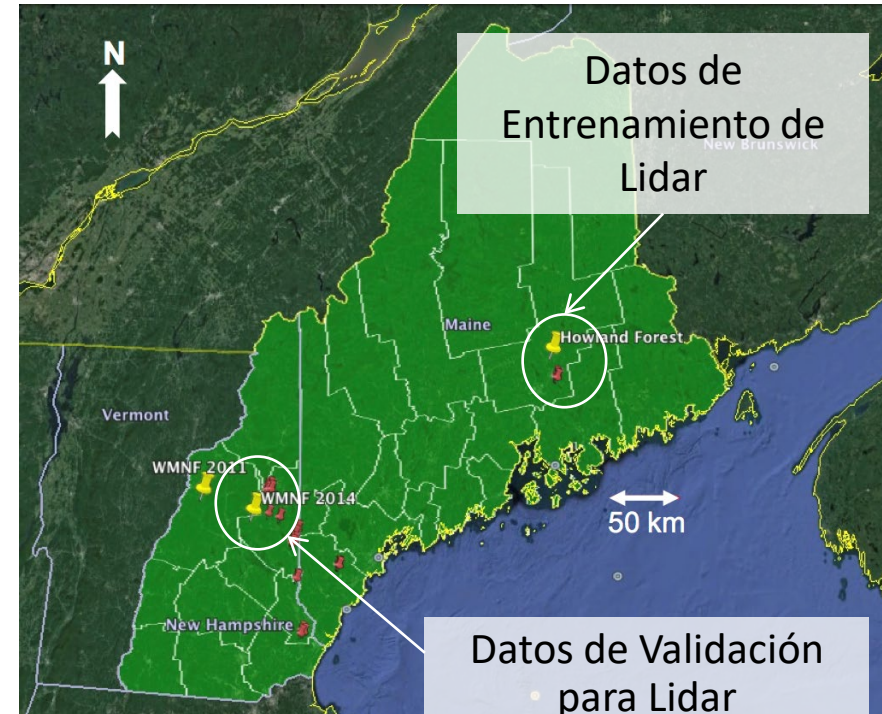 N
Datos de
Entrenamiento de
Lidar
New Brunswick
Maine
Howland Forest
Vermont
WMNF 2011
WMNF 2014
50 km
New Hampshire
Datos de Validación
para Lidar